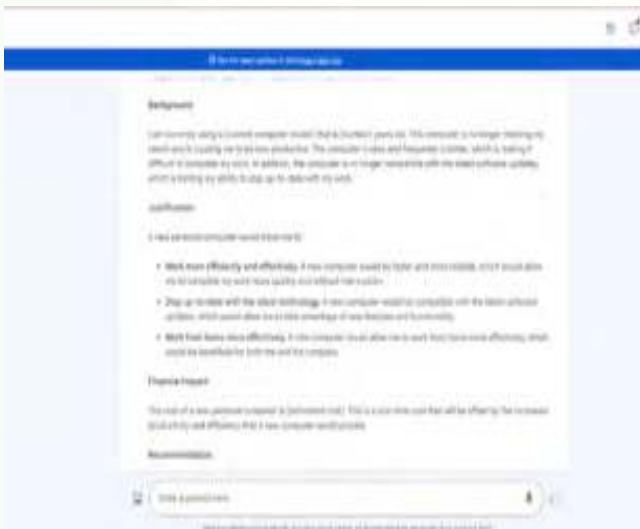 Background
I am currently using a [current computer model] that is [number] years old. This computer is no longer meeting my
needs and is causing me to be less productive. The computer is slow and frequently crashes, which is making it
difficult to complete my work. In addition, the computer is no longer compatible with the latest software updates,
which is limiting my ability to stay up-to-date with my work.
Justification
A new personal computer would allow me to:
Work more efficiently and effectively. A new computer would be faster and more reliable, which would allow
me to complete my work more quickly and without interruption.
Stay up-to-date with the latest technology. A new computer would be compatible with the latest software
updates, which would allow me to take advantage of new features and functionality.
Work from home more effectively. A new computer would allow me to work from home more effectively, which
would be beneficial for both me and the company.
Financial Impact
The cost of a new personal computer is [estimated cost]. This is a one-time cost that will be offset by the increased
productivity and efficiency that a new computer would provide.
Recommendation
Enter a prompt here